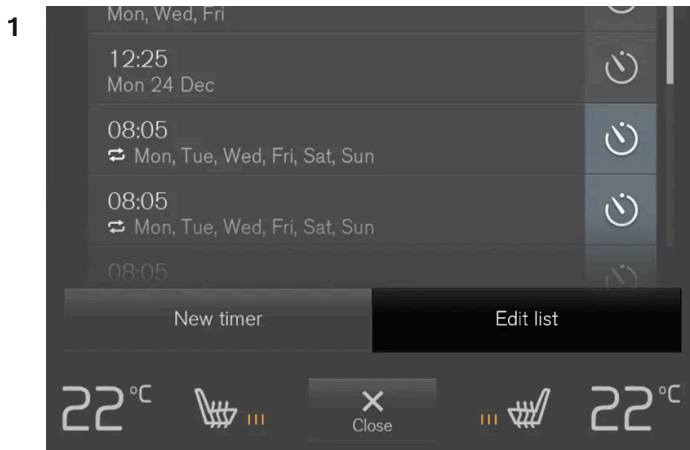 1
Mon, Wed, Fri
12:25
Mon 24 Dec
08:05
Mon, Tue, Wed, Fri, Sat, Sun
08:05
Mon, Tue, Wed, Fri, Sat, Sun
08:05
New timer
Edit list
22°C
Close
22°C